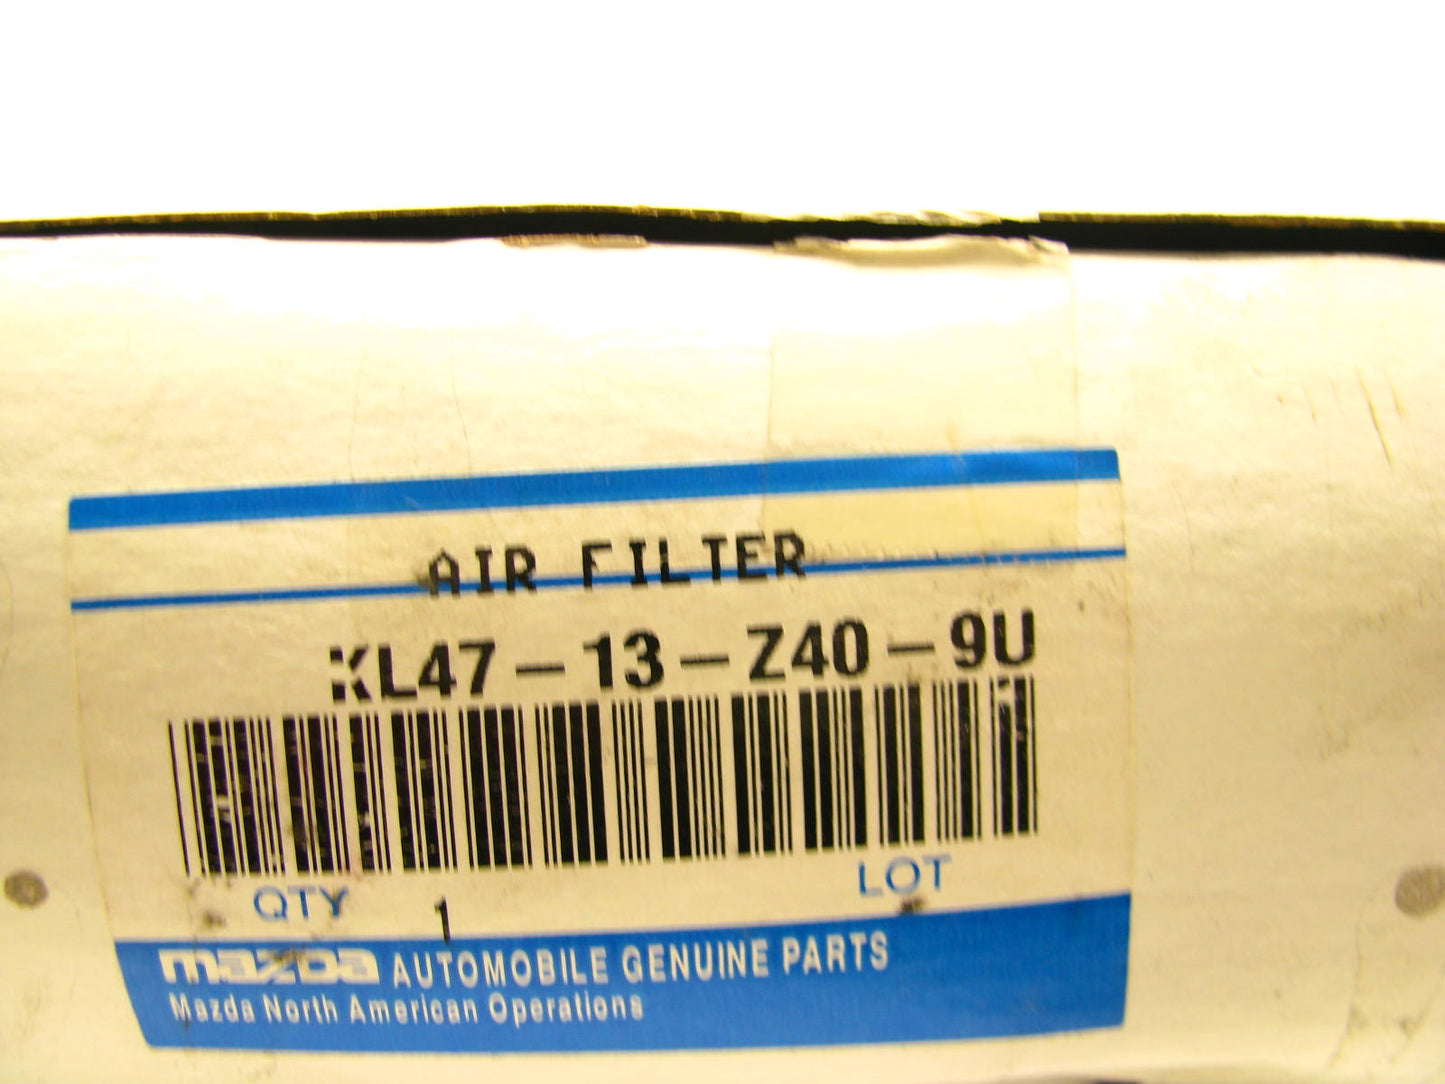 AIR FILTER
KL47-13-Z40-9U
QTY 1 LOT
mazda AUTOMOBILE GENUINE PARTS
Mazda North American Operations